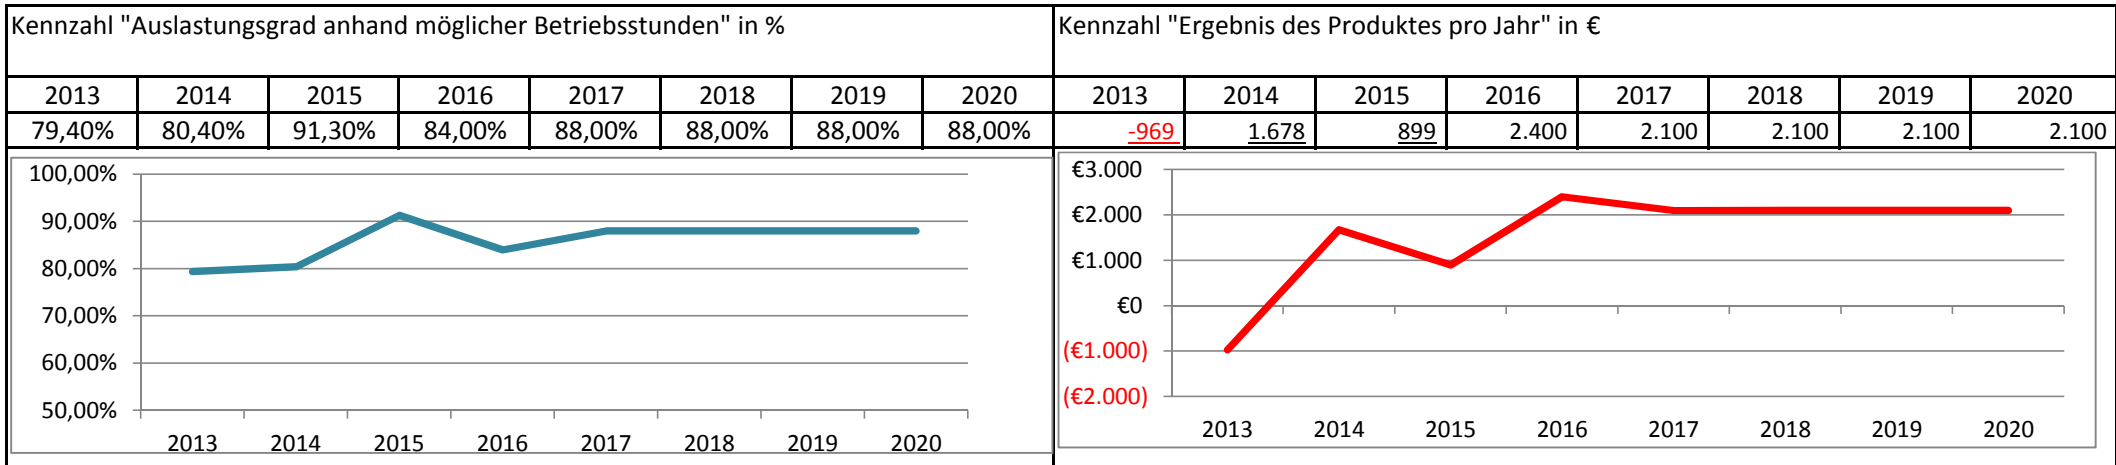 Kennzahl "Auslastungsgrad anhand möglicher Betriebsstunden" in %
2013 2014 2015 2016 2017 2018 2019 2020
79,40% 80,40% 91,30% 84,00% 88,00% 88,00% 88,00% 88,00%
100,00%
90,00%
80,00%
70,00%
60,00%
50,00%
2013 2014 2015 2016 2017 2018 2019 2020
Kennzahl "Ergebnis des Produktes pro Jahr" in €
2013 2014 2015 2016 2017 2018 2019 2020
-969 1.678 899 2.400 2.100 2.100 2.100 2.100
€3.000
€2.000
€1.000
€0
(€1.000)
(€2.000)
2013 2014 2015 2016 2017 2018 2019 2020